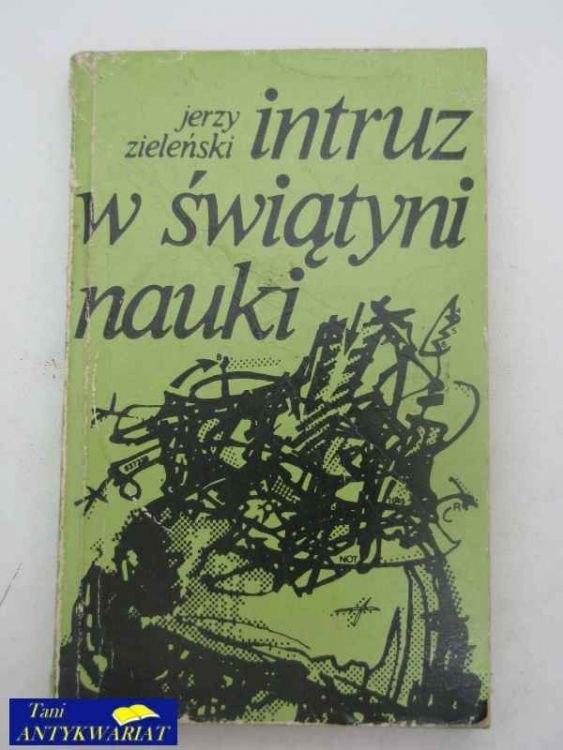 jerzy
zieleński
intruz
w świątyni
nauki
B
NOT
R
Tani
ANTYKWARIAT